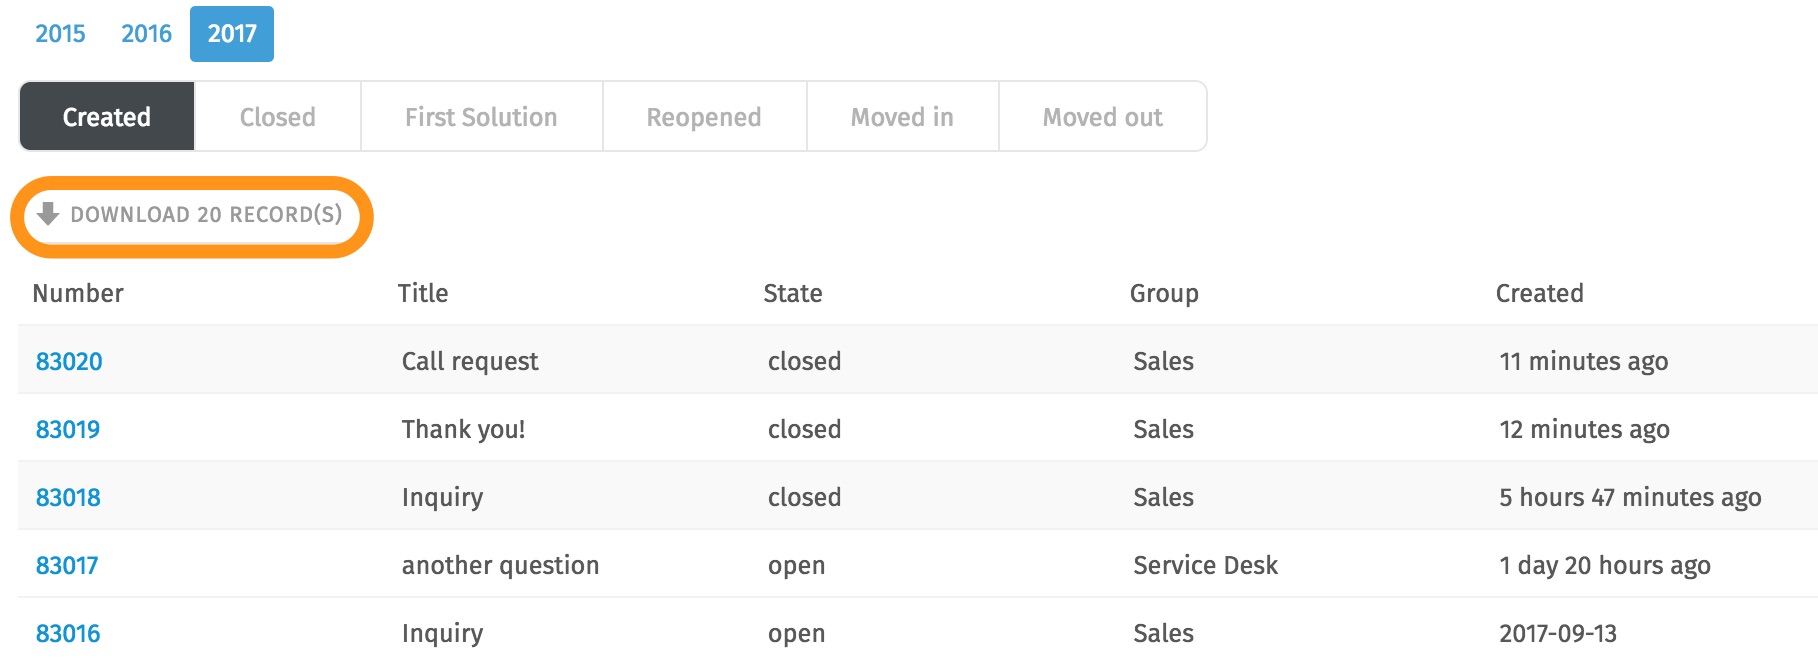 2015 2016 2017
Created Closed First Solution Reopened Moved in Moved out
DOWNLOAD 20 RECORD(S)
Number Title State Group Created
83020 Call request closed Sales 11 minutes ago
83019 Thank you! closed Sales 12 minutes ago
83018 Inquiry closed Sales 5 hours 47 minutes ago
83017 another question open Service Desk 1 day 20 hours ago
83016 Inquiry open Sales 2017-09-13